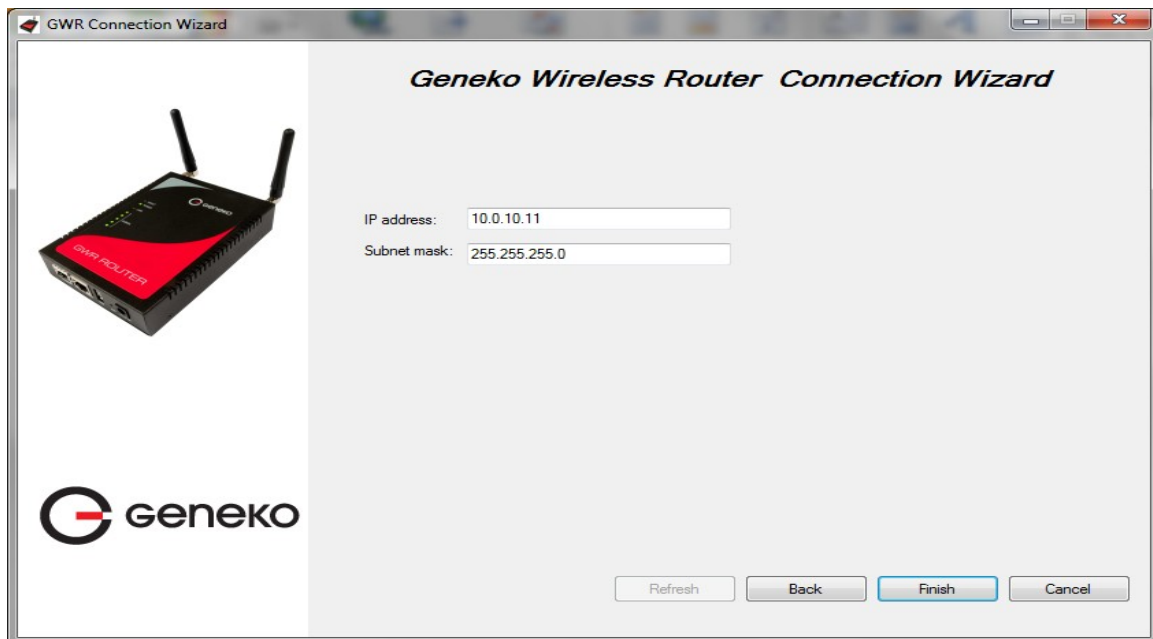 GWR Connection Wizard
Geneko Wireless Router Connection Wizard
GENEKO
GWR ROUTER
IP address: 10.0.10.11
Subnet mask: 255.255.255.0
GENEKO
Refresh Back Finish Cancel